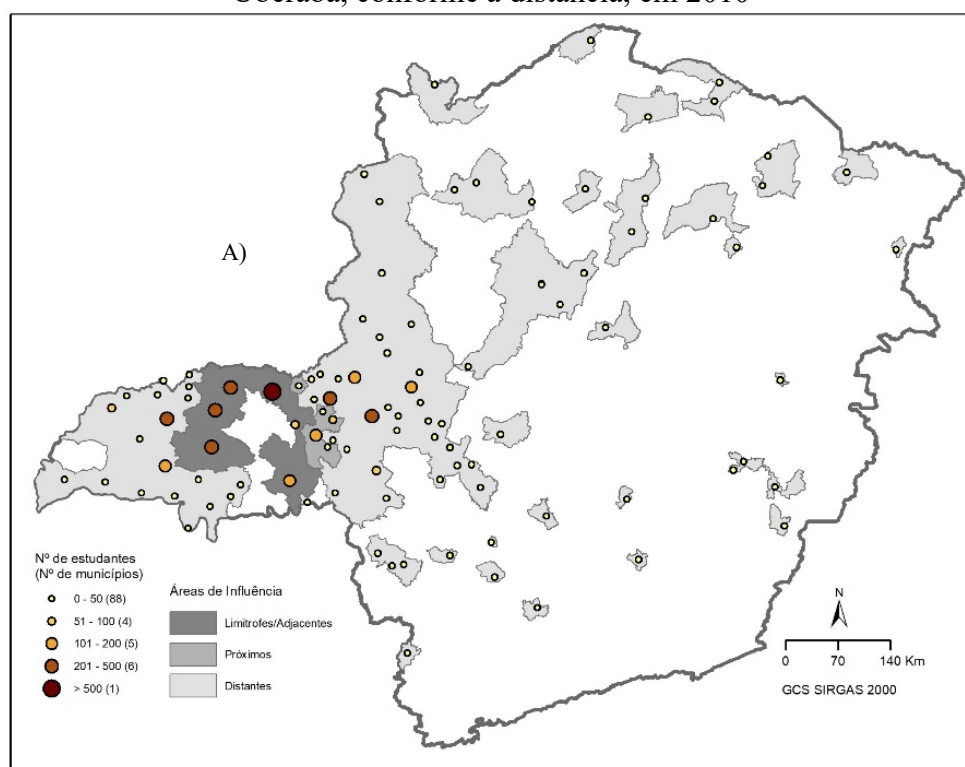 Uberaba, conforme a distância, em 2010
A)
Nº de estudantes
(Nº de municípios)
0 - 50 (88)
51 - 100 (4)
101 - 200 (5)
201 - 500 (6)
> 500 (1)
Áreas de Influência
Limítrofes/Adjacentes
Próximos
Distantes
N
0 70 140 Km
GCS SIRGAS 2000